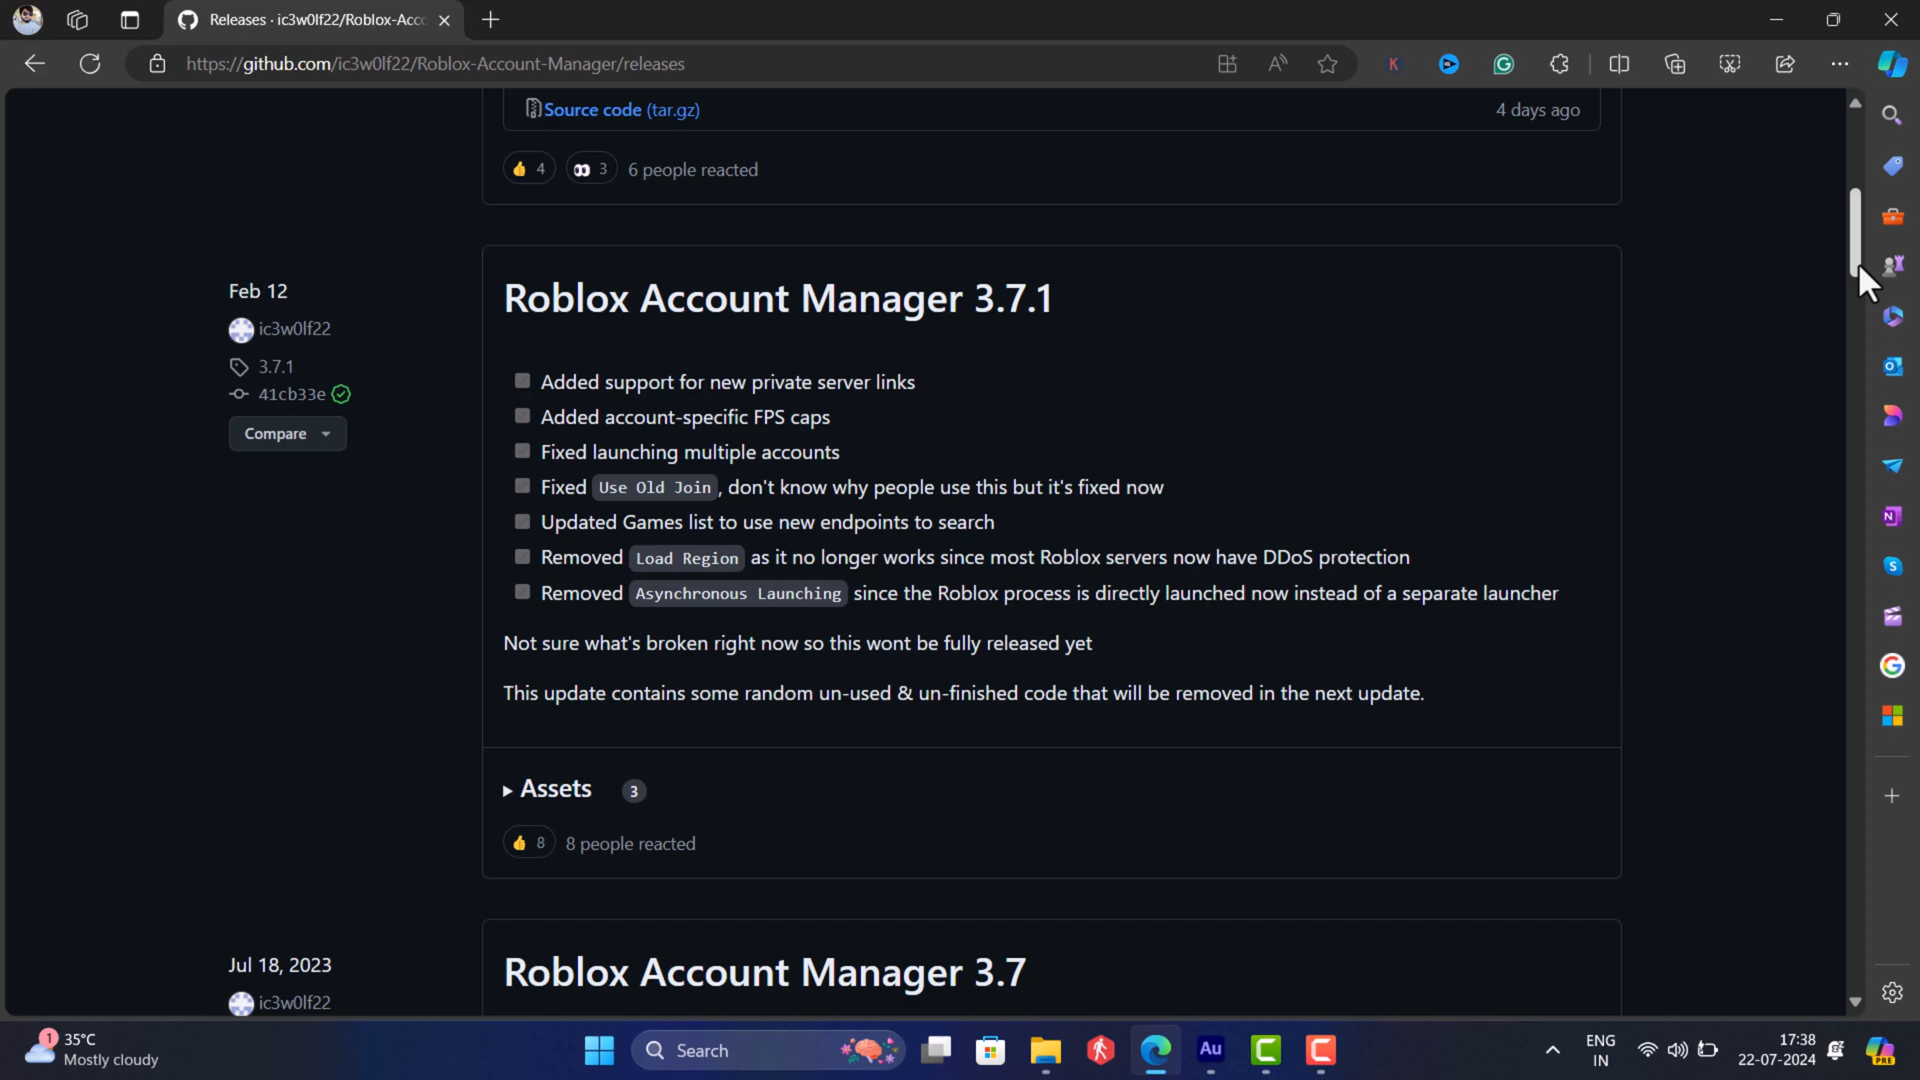 Releases · ic3w0lf22/Roblox-Acc
https://github.com/ic3w0lf22/Roblox-Account-Manager/releases
Source code (tar.gz)
4 days ago
4
3
6 people reacted
Feb 12
ic3w0lf22
3.7.1
41cb33e
Compare
Roblox Account Manager 3.7.1
Added support for new private server links
Added account-specific FPS caps
Fixed launching multiple accounts
Fixed Use Old Join, don't know why people use this but it's fixed now
Updated Games list to use new endpoints to search
Removed Load Region as it no longer works since most Roblox servers now have DDoS protection
Removed Asynchronous Launching since the Roblox process is directly launched now instead of a separate launcher
Not sure what's broken right now so this wont be fully released yet
This update contains some random un-used & un-finished code that will be removed in the next update.
Assets 3
8
8 people reacted
Jul 18, 2023
ic3w0lf22
Roblox Account Manager 3.7
1
35°C
Mostly cloudy
Search
Au
ENG
IN
17:38
22-07-2024
PRE